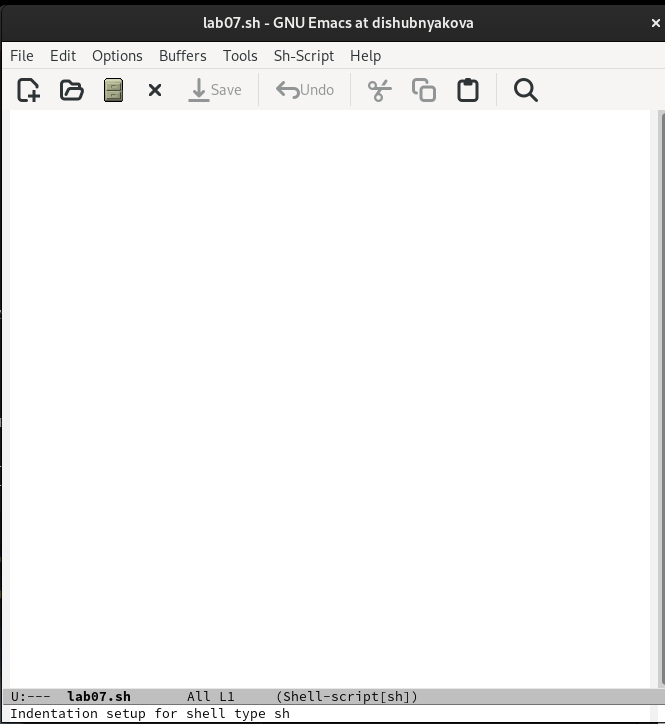 lab07.sh - GNU Emacs at dishubnyakova
File Edit Options Buffers Tools Sh-Script Help
Save Undo
U:--- lab07.sh All L1 (Shell-script[sh])
Indentation setup for shell type sh